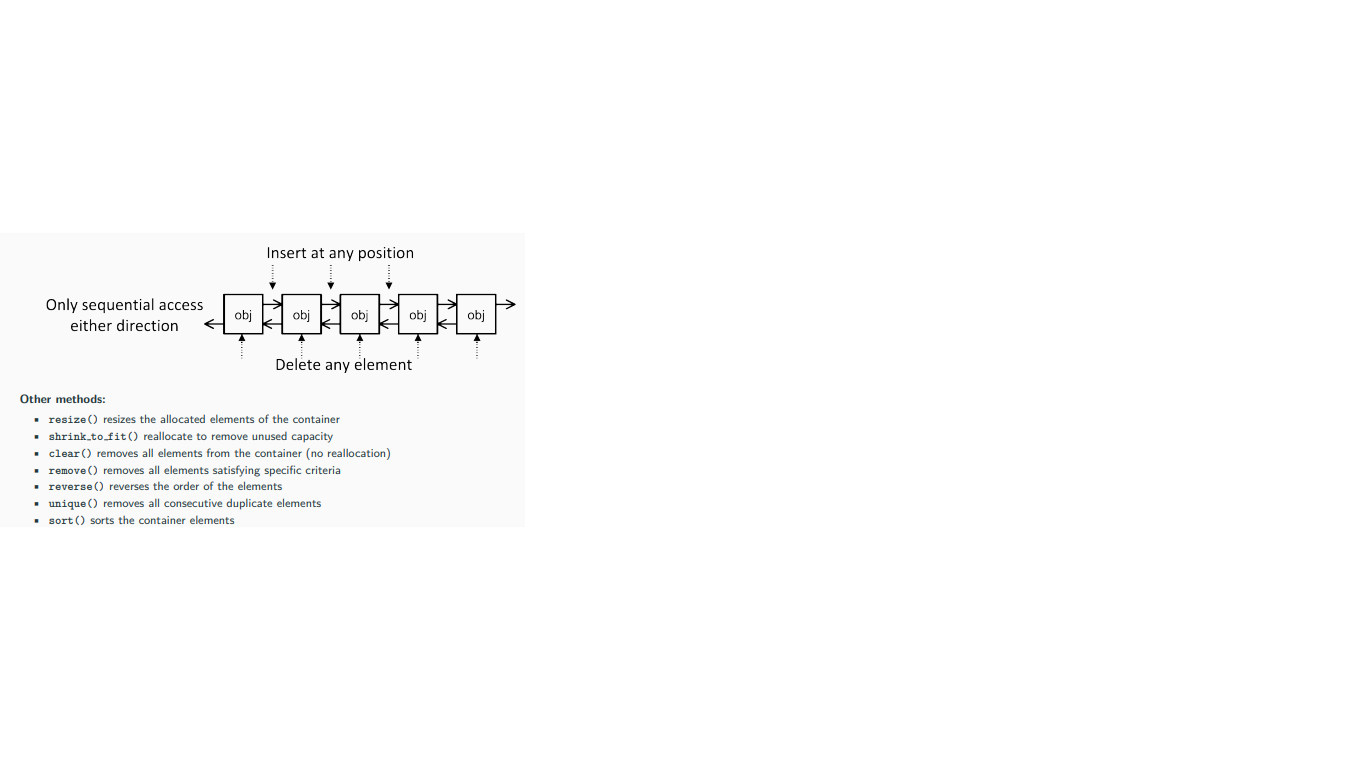 Insert at any position
Only sequential access
either direction
obj obj obj obj obj
Delete any element
Other methods:
▪ resize() resizes the allocated elements of the container
▪ shrink_to_fit() reallocate to remove unused capacity
▪ clear() removes all elements from the container (no reallocation)
▪ remove() removes all elements satisfying specific criteria
▪ reverse() reverses the order of the elements
▪ unique() removes all consecutive duplicate elements
▪ sort() sorts the container elements